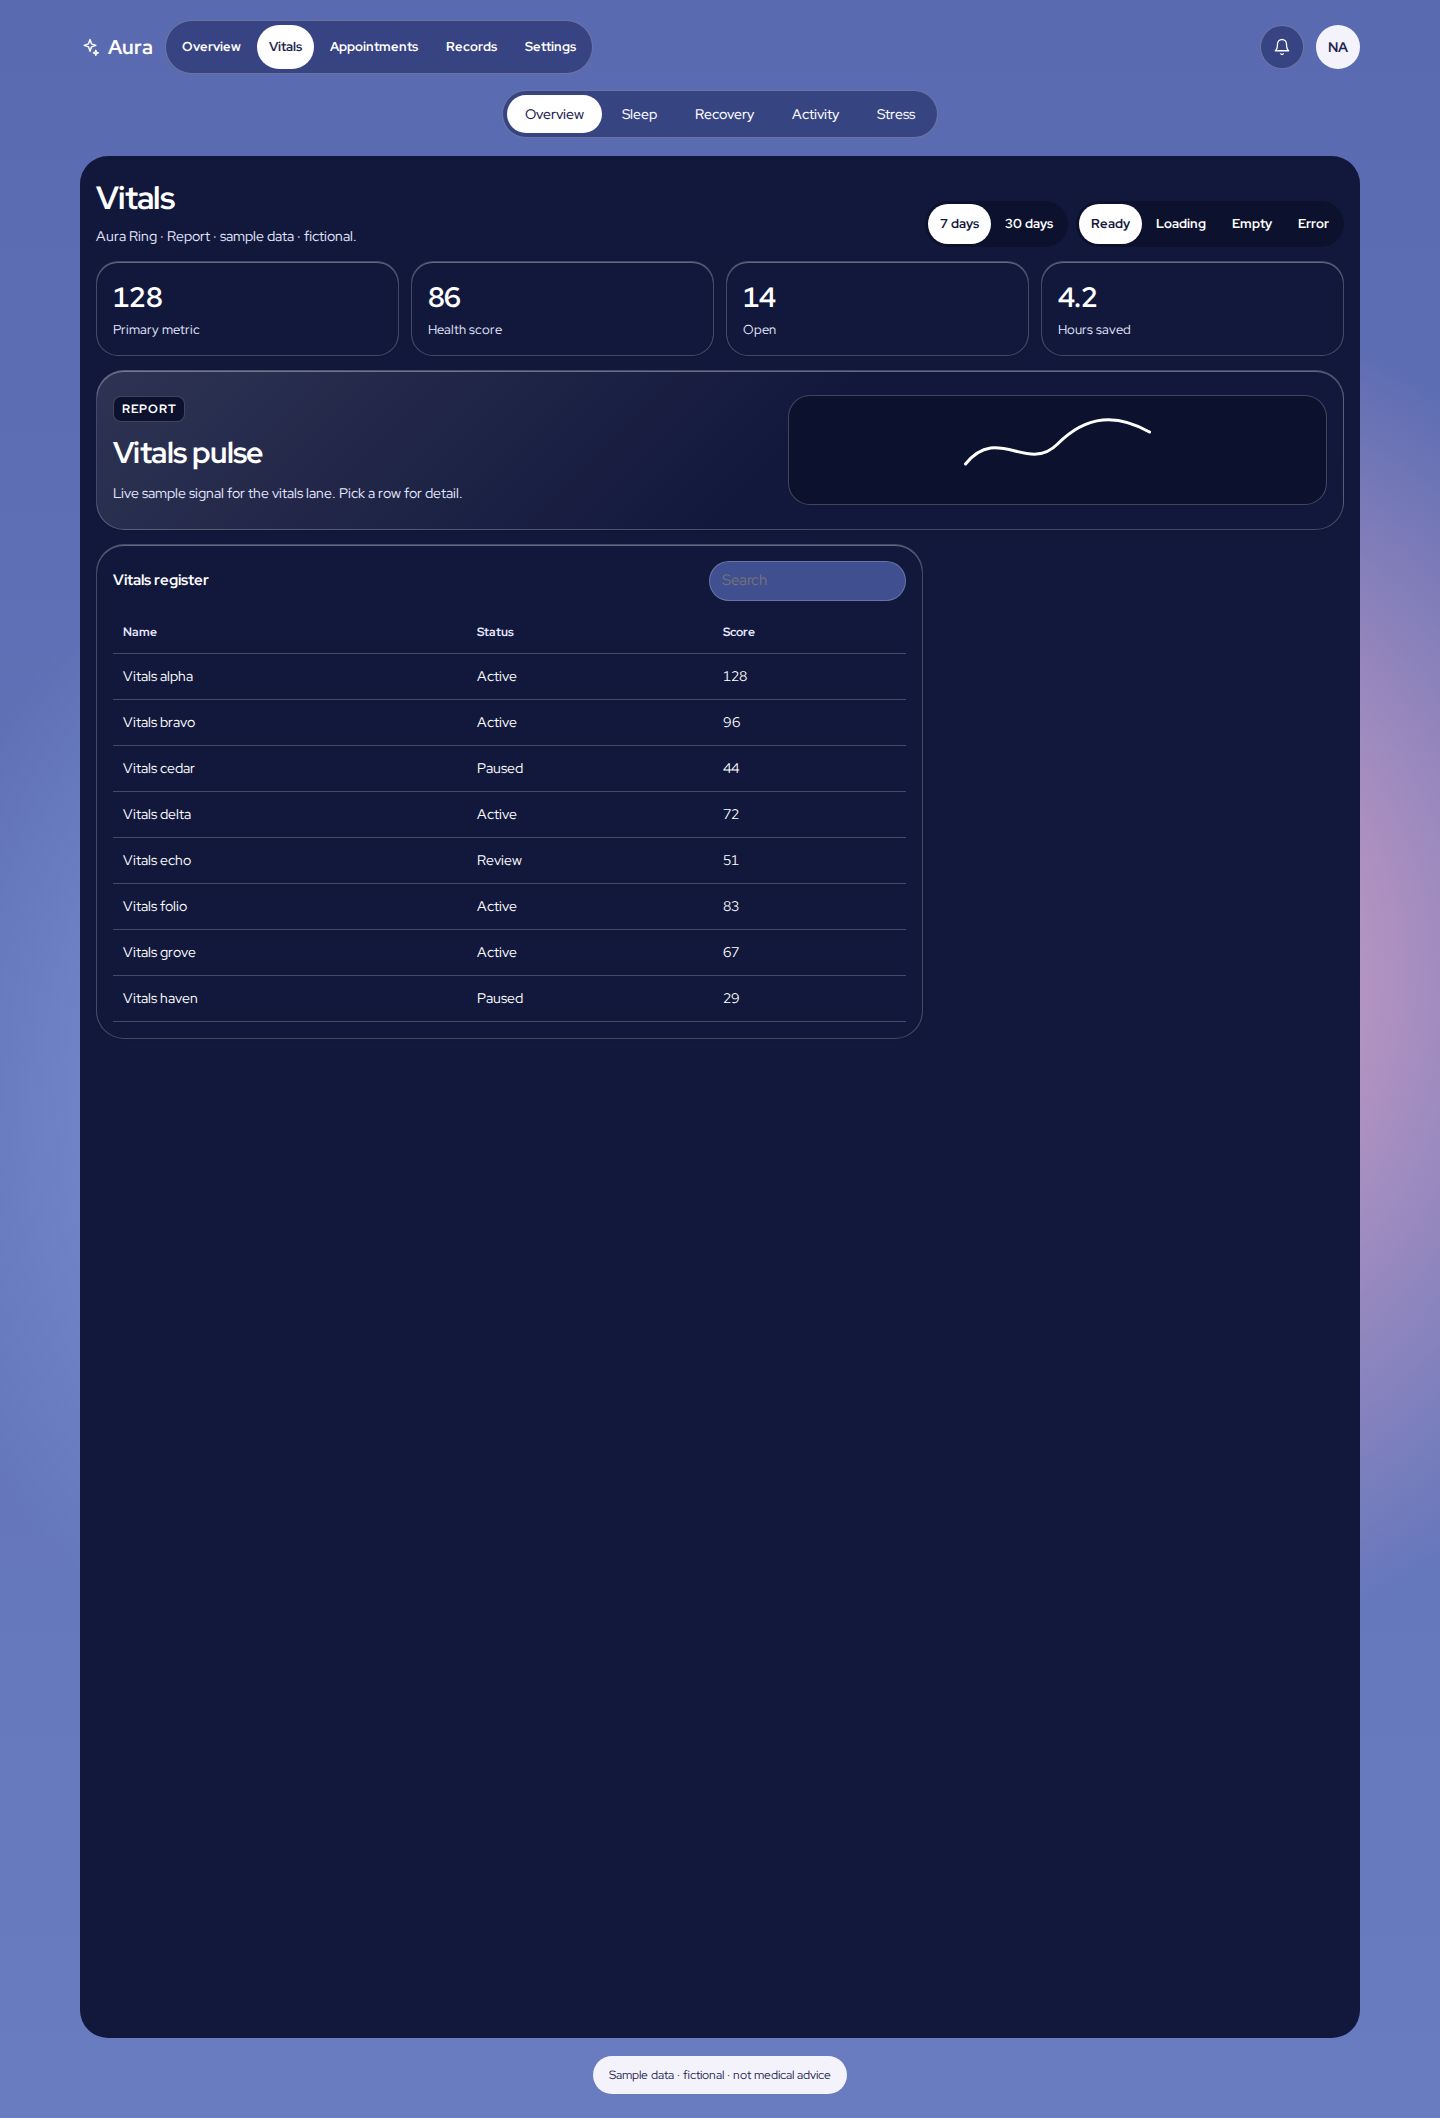 Aura
Overview Vitals Appointments Records Settings
NA
Overview Sleep Recovery Activity Stress
Vitals
Aura Ring · Report · sample data · fictional.
7 days 30 days
Ready Loading Empty Error
128
Primary metric
86
Health score
14
Open
4.2
Hours saved
REPORT
Vitals pulse
Live sample signal for the vitals lane. Pick a row for detail.
Vitals register
Search
Name Status Score
Vitals alpha Active 128
Vitals bravo Active 96
Vitals cedar Paused 44
Vitals delta Active 72
Vitals echo Review 51
Vitals folio Active 83
Vitals grove Active 67
Vitals haven Paused 29
Sample data · fictional · not medical advice